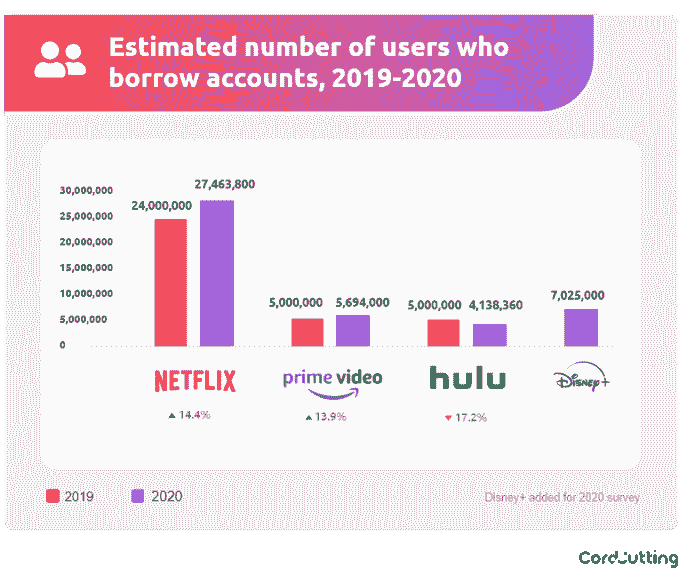 Estimated number of users who
borrow accounts, 2019-2020
30,000,000
25,000,000
20,000,000
15,000,000
10,000,000
5,000,000
0
24,000,000
27,463,800
5,000,000
5,694,000
5,000,000
4,138,360
7,025,000
NETFLIX
prime video
hulu
Disney+
▲ 14.4%
▲ 13.9%
▼ 17.2%
2019
2020
Disney+ added for 2020 survey
CordCutting